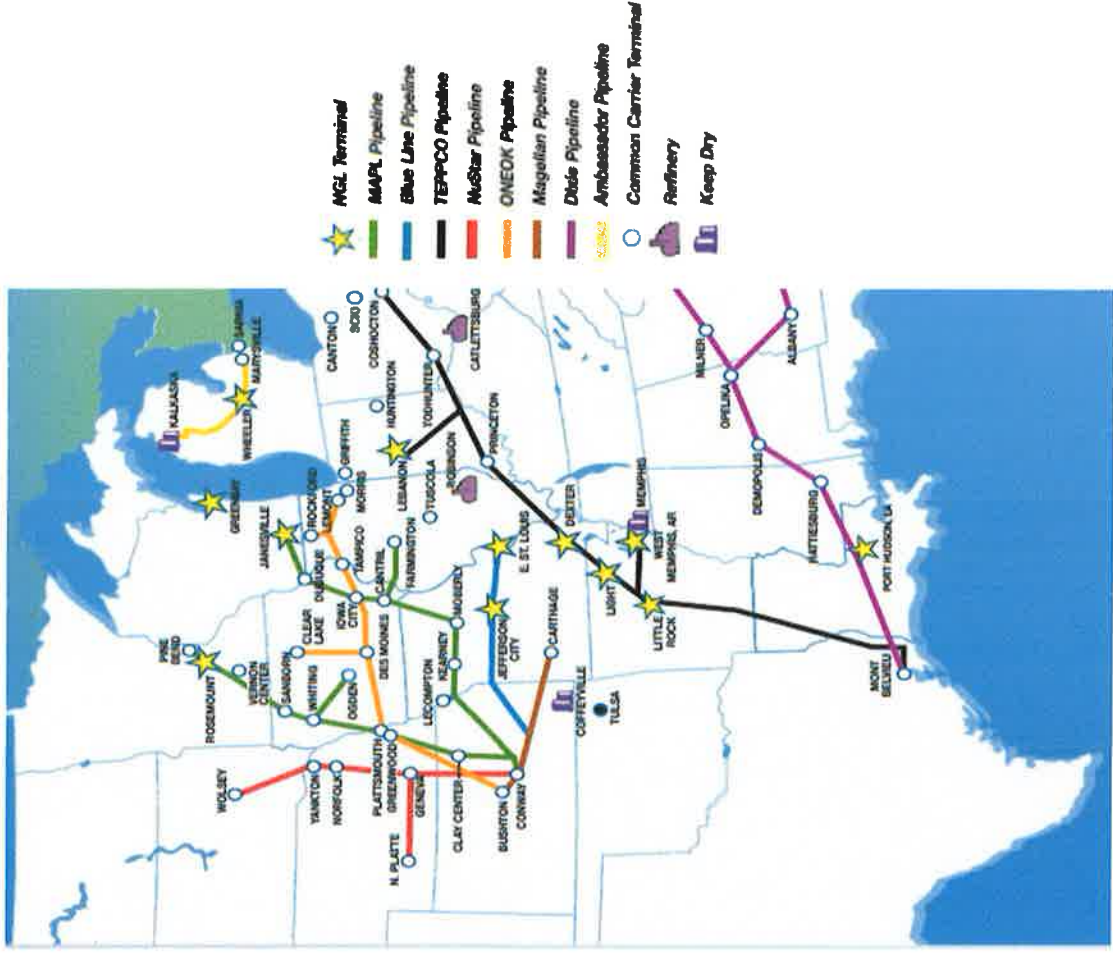 NGL Terminal
MAPL Pipeline
Blue Line Pipeline
TEPPCO Pipeline
NuStar Pipeline
ONEOK Pipeline
Magellan Pipeline
Dixie Pipeline
Ambassador Pipeline
Common Carrier Terminal
Refinery
Keep Dry
KALKASKA
SARNIA
MARYSVILLE
WHEELER
GREENBAY
CANTON
SCIO
COSHOCTON
HUNTINGTON
TODHUNTER
CATLETTSBURG
GRIFFITH
LEBANON
PRINCETON
ROBINSON
TUSCOLA
MORRIS
LEMONT
ROCKFORD
JANESVILLE
DUBUQUE
TAMPICO
FARMINGTON
CANTRIL
IOWA
CITY
CLEAR
LAKE
DES MOINES
MOBERLY
E. ST. LOUIS
JEFFERSON
CITY
DEXTER
MEMPHIS
WEST
MEMPHIS, AR
LIGHT
LITTLE
ROCK
CARTHAGE
KEARNEY
LECOMPTON
PINE
BEND
ROSEMOUNT
VERNON
CENTER
SANBORN
WHITING
OGDEN
PLATTSMOUTH
GREENWOOD
GENEVA
CLAY CENTER
BUSHTON
CONWAY
COFFEYVILLE
TULSA
WOLSEY
YANKTON
NORFOLK
N. PLATTE
MILNER
ALBANY
OPELIKA
DEMOPOLIS
HATTIESBURG
PORT HUDSON, LA
MONT
BELVIEU